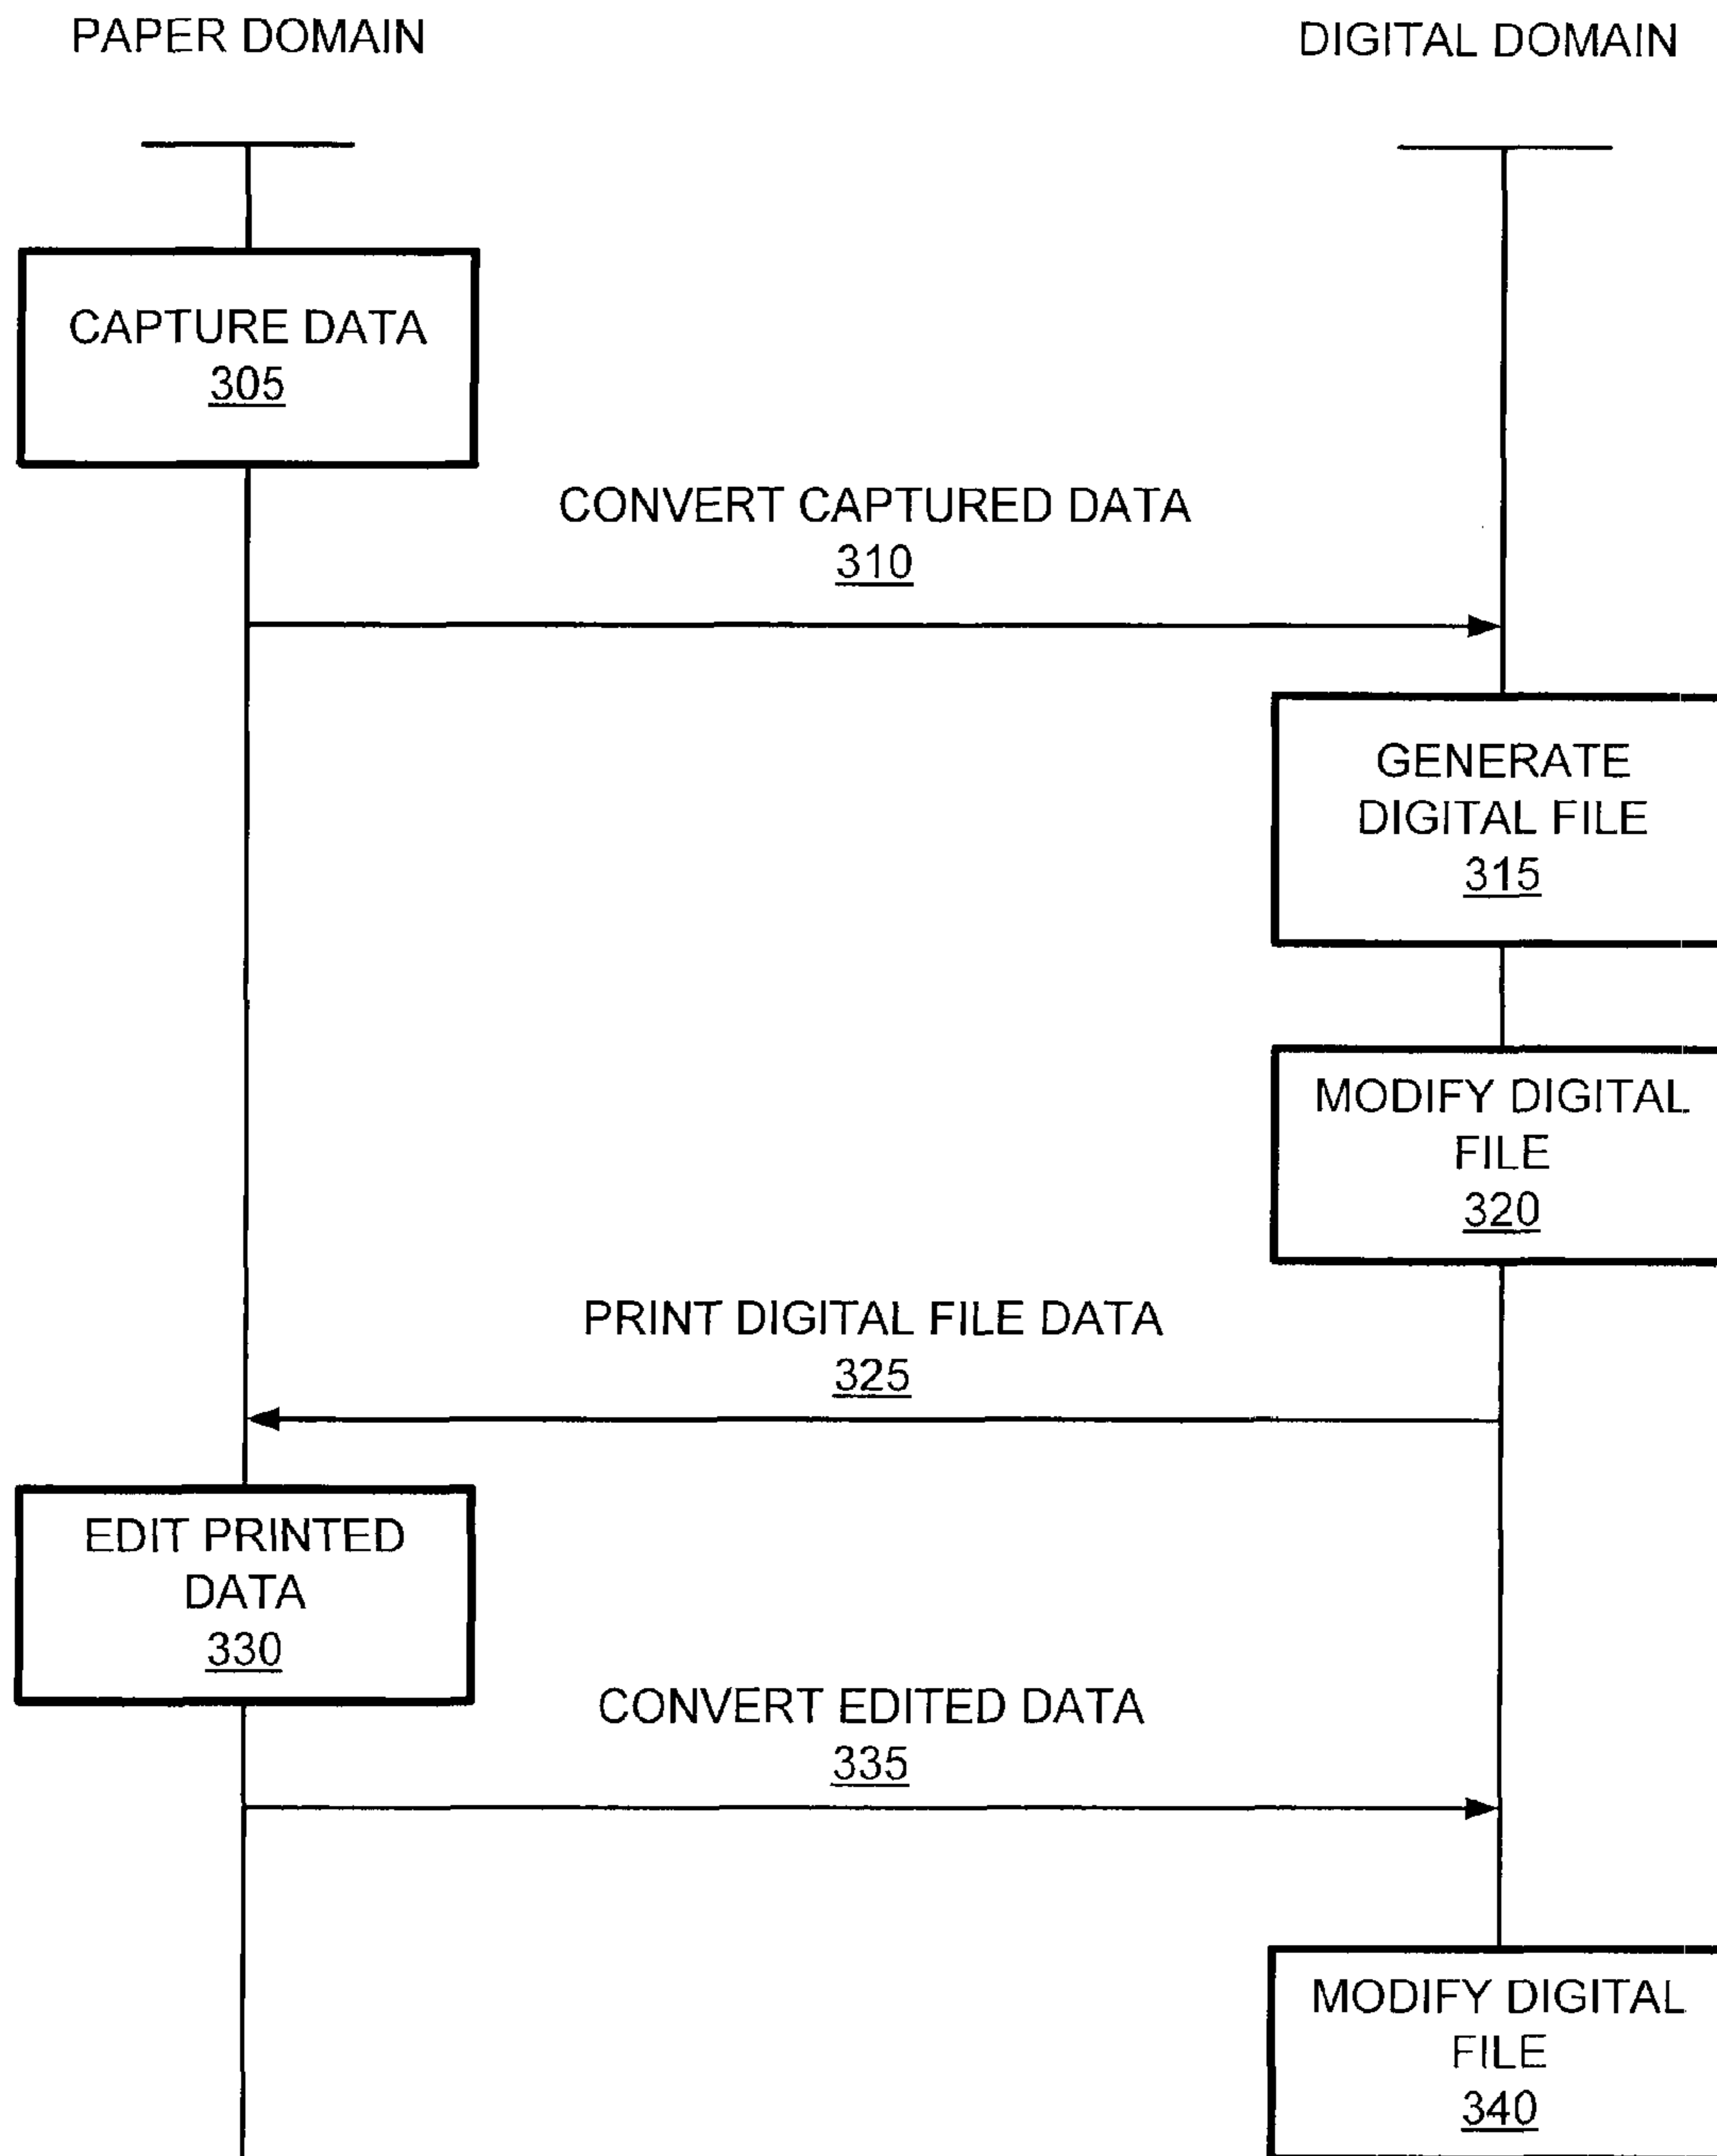 PAPER DOMAIN
DIGITAL DOMAIN
CAPTURE DATA
305
CONVERT CAPTURED DATA
310
GENERATE
DIGITAL FILE
315
MODIFY DIGITAL
FILE
320
PRINT DIGITAL FILE DATA
325
EDIT PRINTED
DATA
330
CONVERT EDITED DATA
335
MODIFY DIGITAL
FILE
340